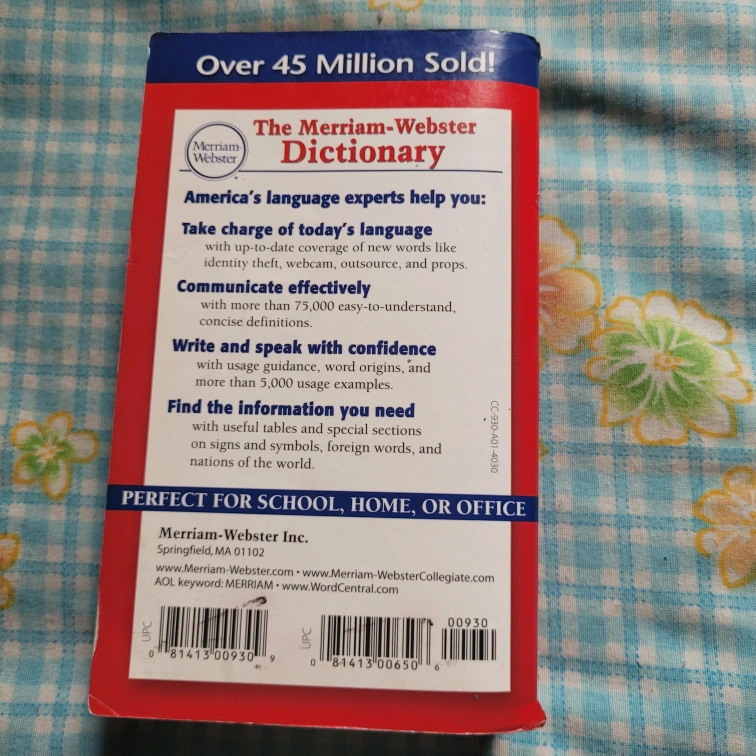 Over 45 Million Sold!
Merriam-
Webster
The Merriam-Webster
Dictionary
America's language experts help you:
Take charge of today's language
with up-to-date coverage of new words like
identity theft, webcam, outsource, and props.
Communicate effectively
with more than 75,000 easy-to-understand,
concise definitions.
Write and speak with confidence
with usage guidance, word origins, and
more than 5,000 usage examples.
Find the information you need
with useful tables and special sections
on signs and symbols, foreign words, and
nations of the world.
CC-930-A01-4030
PERFECT FOR SCHOOL, HOME, OR OFFICE
Merriam-Webster Inc.
Springfield, MA 01102
www.Merriam-Webster.com • www.Merriam-WebsterCollegiate.com
AOL keyword: MERRIAM • www.WordCentral.com
UPC
0 81413 00930 9
UPC
0 81413 00650 6
00930